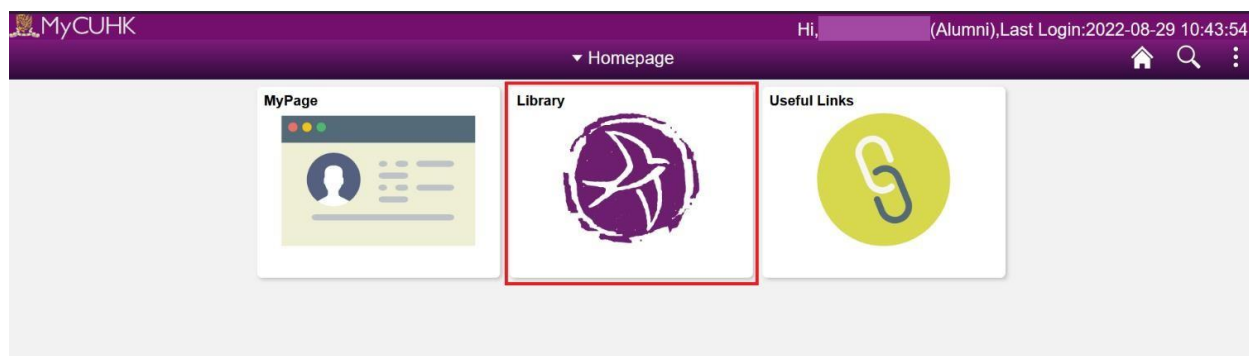 MyCUHK
Hi, (Alumni),Last Login:2022-08-29 10:43:54
Homepage
MyPage
Library
Useful Links